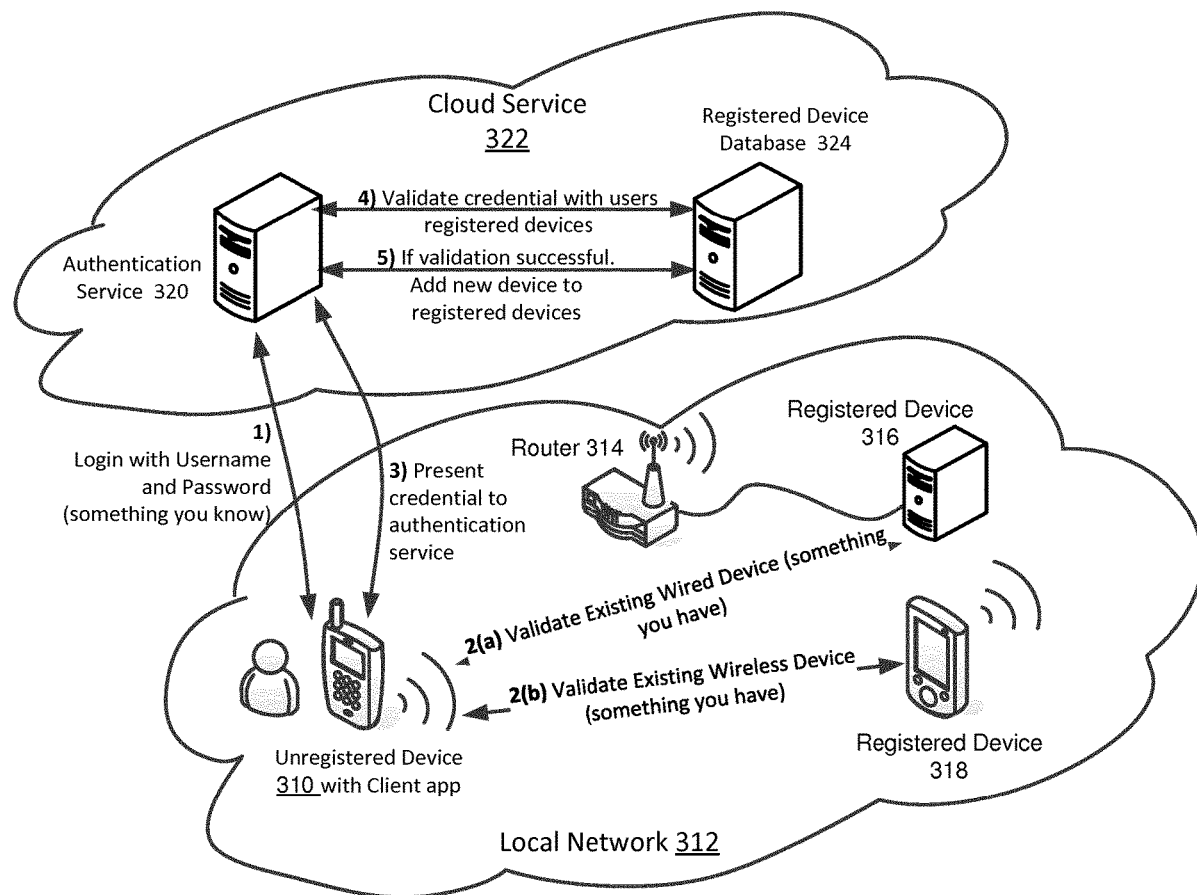 Cloud Service
322
Registered Device
Database 324
4) Validate credential with users
registered devices
5) If validation successful.
Add new device to
registered devices
Authentication
Service 320
1)
Login with Username
and Password
(something you know)
3) Present
credential to
authentication
service
Router 314
Registered Device
316
2(a) Validate Existing Wired Device (something
you have)
2(b) Validate Existing Wireless Device
(something you have)
Unregistered Device
310 with Client app
Registered Device
318
Local Network 312